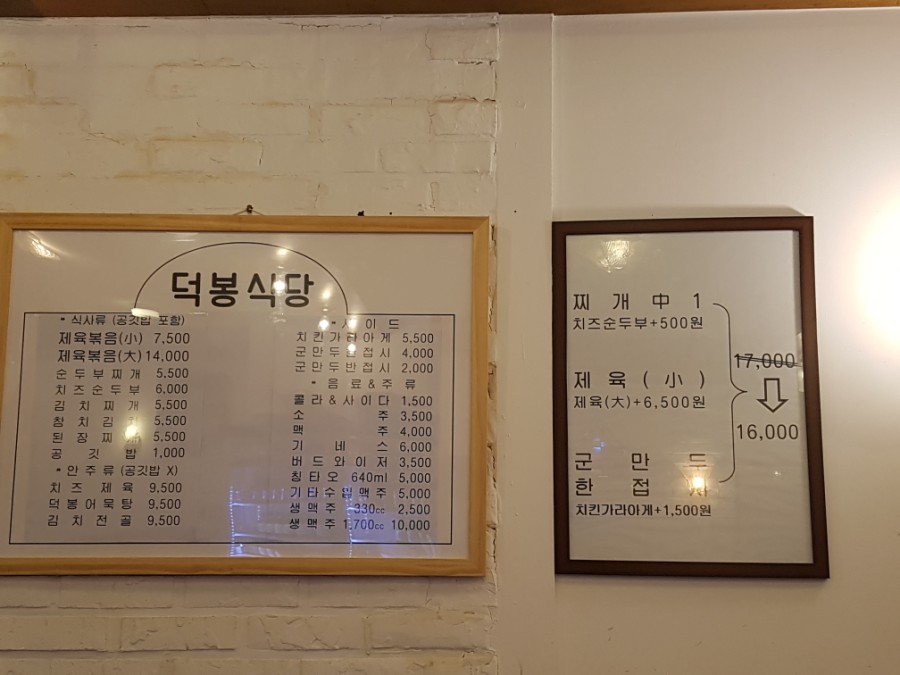 덕봉식당
* 식사류 (공깃밥 포함)
제육볶음(小) 7,500
제육볶음(大) 14,000
순두부찌개 5,500
치즈순두부 6,000
김치찌개 5,500
참치김 5,500
된장찌 5,500
공깃밥 1,000
* 안주류 (공깃밥 X)
치즈제육 9,500
덕봉어묵탕 9,500
김치전골 9,500
* 사이드
치킨가라아게 5,500
군만두한접시 4,000
군만두반접시 2,000
* 음료&주류
콜라&사이다 1,500
소주 3,500
맥주 4,000
기네스 6,000
버드와이저 3,500
칭타오 640ml 5,000
기타수입맥주 5,000
생맥주 330cc 2,500
생맥주 1,700cc 10,000
찌개 中 1
치즈순두부+500원
제육(小)
제육(大)+6,500원
군만두
한접시
치킨가라아게+1,500원
17,000
16,000